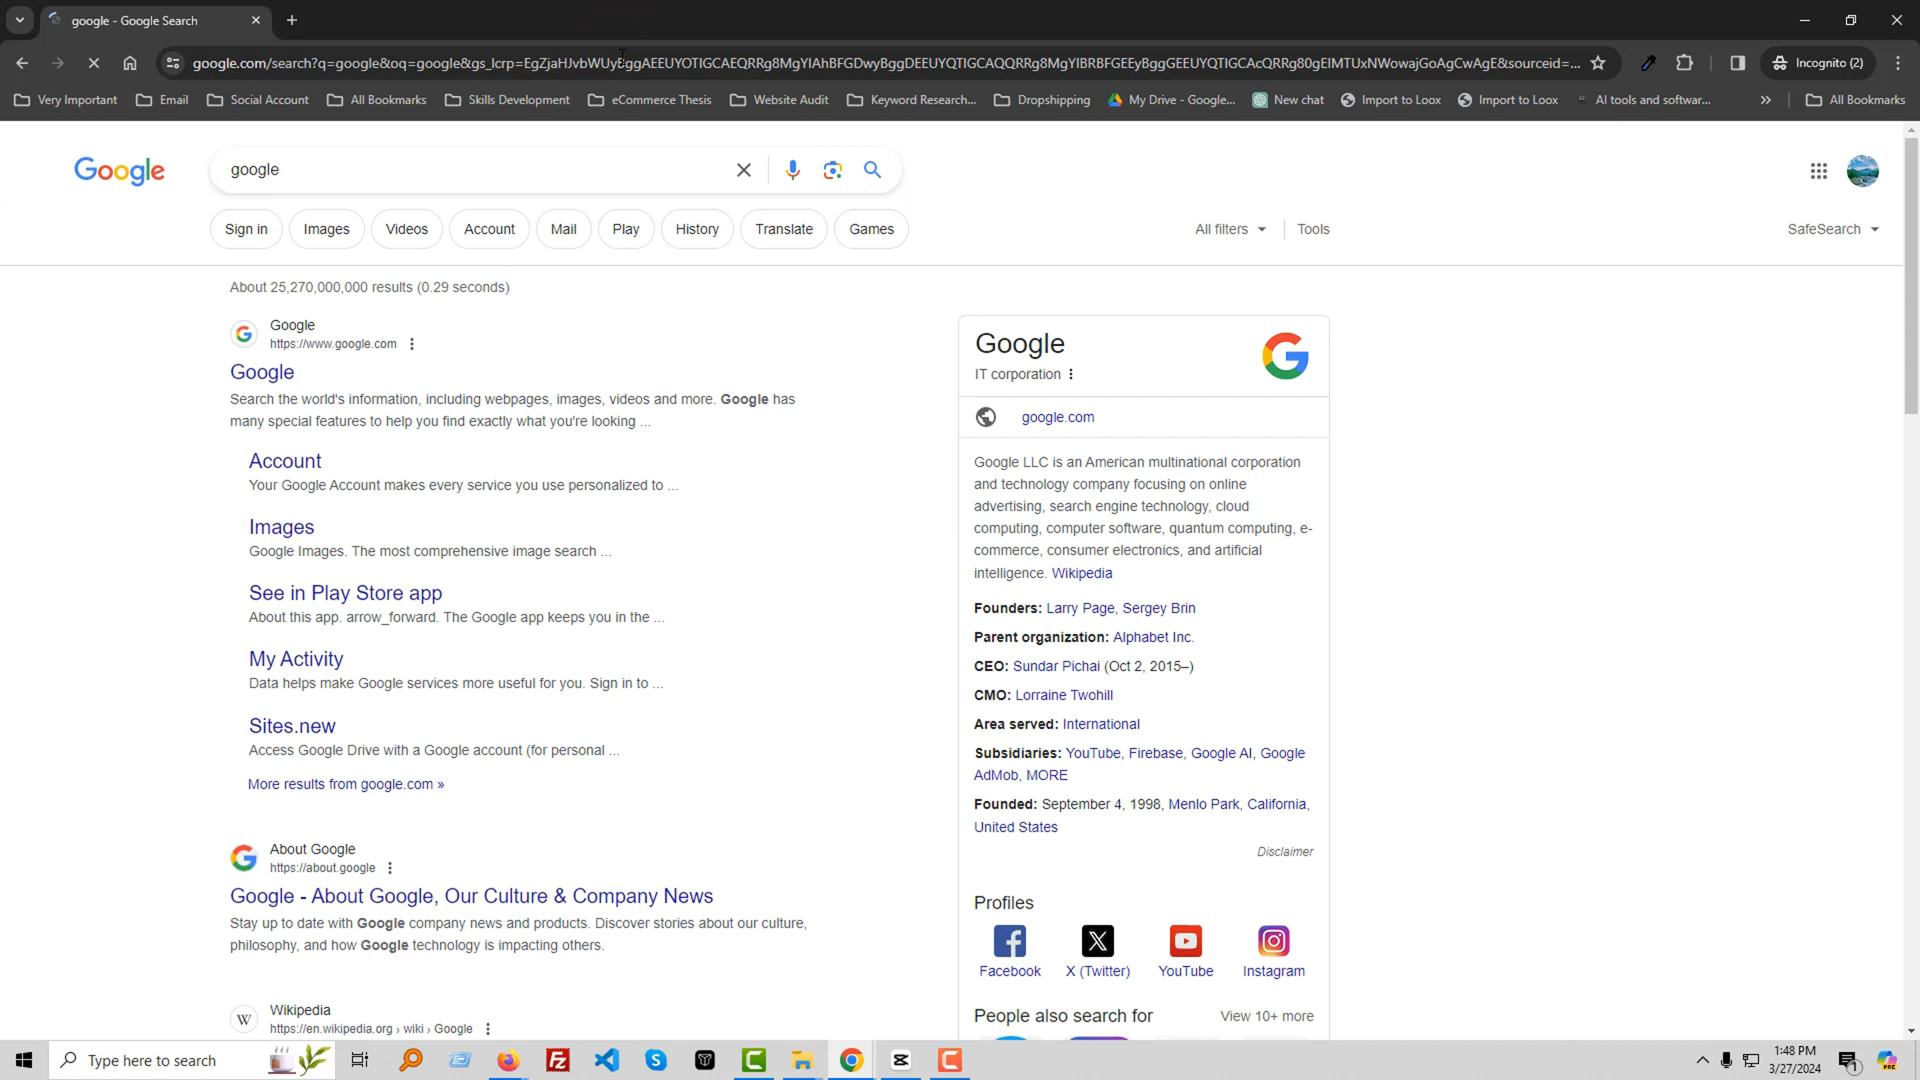 google - Google Search
google.com/search?q=google&oq=google&gs_lcrp=EgZjaHJvbWUyBggAEEUYOTIGCAEQRRg8MgYIAhBFGDwyBggDEEUYQTIGCAQQRRg8MgYIBRBFGEEyBggGEEUYQTIGCAcQRRg80gEIMTUxNWowajGoAgCwAgE&sourceid=...
Incognito (2)
Very Important
Email
Social Account
All Bookmarks
Skills Development
eCommerce Thesis
Website Audit
Keyword Research...
Dropshipping
My Drive - Google...
New chat
Import to Loox
Import to Loox
AI tools and softwar...
»
All Bookmarks
Google
google
Sign in
Images
Videos
Account
Mail
Play
History
Translate
Games
All filters
Tools
SafeSearch
About 25,270,000,000 results (0.29 seconds)
Google
https://www.google.com
Google
Search the world's information, including webpages, images, videos and more. Google has
many special features to help you find exactly what you're looking ...
Account
Your Google Account makes every service you use personalized to ...
Images
Google Images. The most comprehensive image search ...
See in Play Store app
About this app. arrow_forward. The Google app keeps you in the ...
My Activity
Data helps make Google services more useful for you. Sign in to ...
Sites.new
Access Google Drive with a Google account (for personal ...
More results from google.com »
About Google
https://about.google
Google - About Google, Our Culture & Company News
Stay up to date with Google company news and products. Discover stories about our culture,
philosophy, and how Google technology is impacting others.
W
Wikipedia
https://en.wikipedia.org › wiki › Google
Google
IT corporation
google.com
Google LLC is an American multinational corporation
and technology company focusing on online
advertising, search engine technology, cloud
computing, computer software, quantum computing, e-
commerce, consumer electronics, and artificial
intelligence. Wikipedia
Founders: Larry Page, Sergey Brin
Parent organization: Alphabet Inc.
CEO: Sundar Pichai (Oct 2, 2015–)
CMO: Lorraine Twohill
Area served: International
Subsidiaries: YouTube, Firebase, Google AI, Google
AdMob, MORE
Founded: September 4, 1998, Menlo Park, California,
United States
Disclaimer
Profiles
Facebook
X (Twitter)
YouTube
Instagram
People also search for
View 10+ more
Type here to search
1:48 PM
3/27/2024
1
PRE